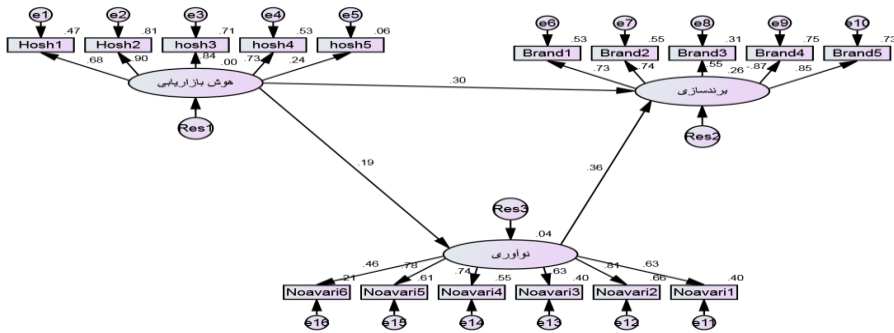 e1 e2 e3 e4 e5
.47 .81 .71 .53 .06
Hosh1 Hosh2 hosh3 hosh4 hosh5
.68 .90 .84 .00 .73 .24
هوش بازاریابی
Res1
e6 e7 e8 e9 e10
.53 .55 .31 .75 .73
Brand1 Brand2 Brand3 Brand4 Brand5
.73 .74 .55 .26 -.87 .85
برندسازی
Res2
.30
.19
.36
Res3
.04
نوآوری
.46 .78 .74 .63 .81 .63
.21 .61 .55 .40 .66 .40
Noavari6 Noavari5 Noavari4 Noavari3 Noavari2 Noavari1
e16 e15 e14 e13 e12 e11